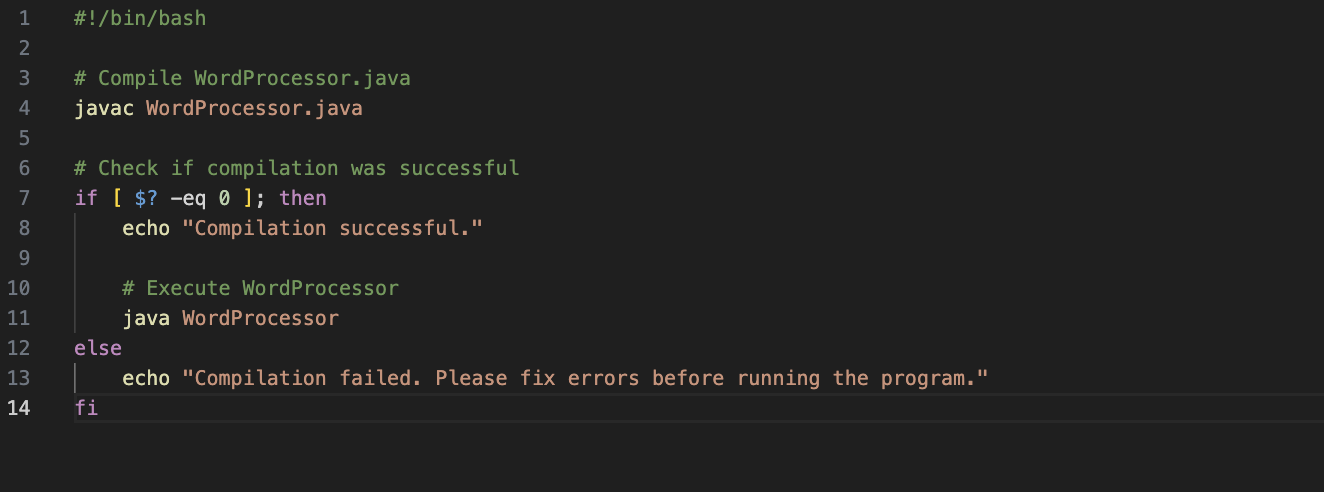 1 #!/bin/bash
2
3 # Compile WordProcessor.java
4 javac WordProcessor.java
5
6 # Check if compilation was successful
7 if [ $? -eq 0 ]; then
8     echo "Compilation successful."
9
10     # Execute WordProcessor
11     java WordProcessor
12 else
13     echo "Compilation failed. Please fix errors before running the program."
14 fi